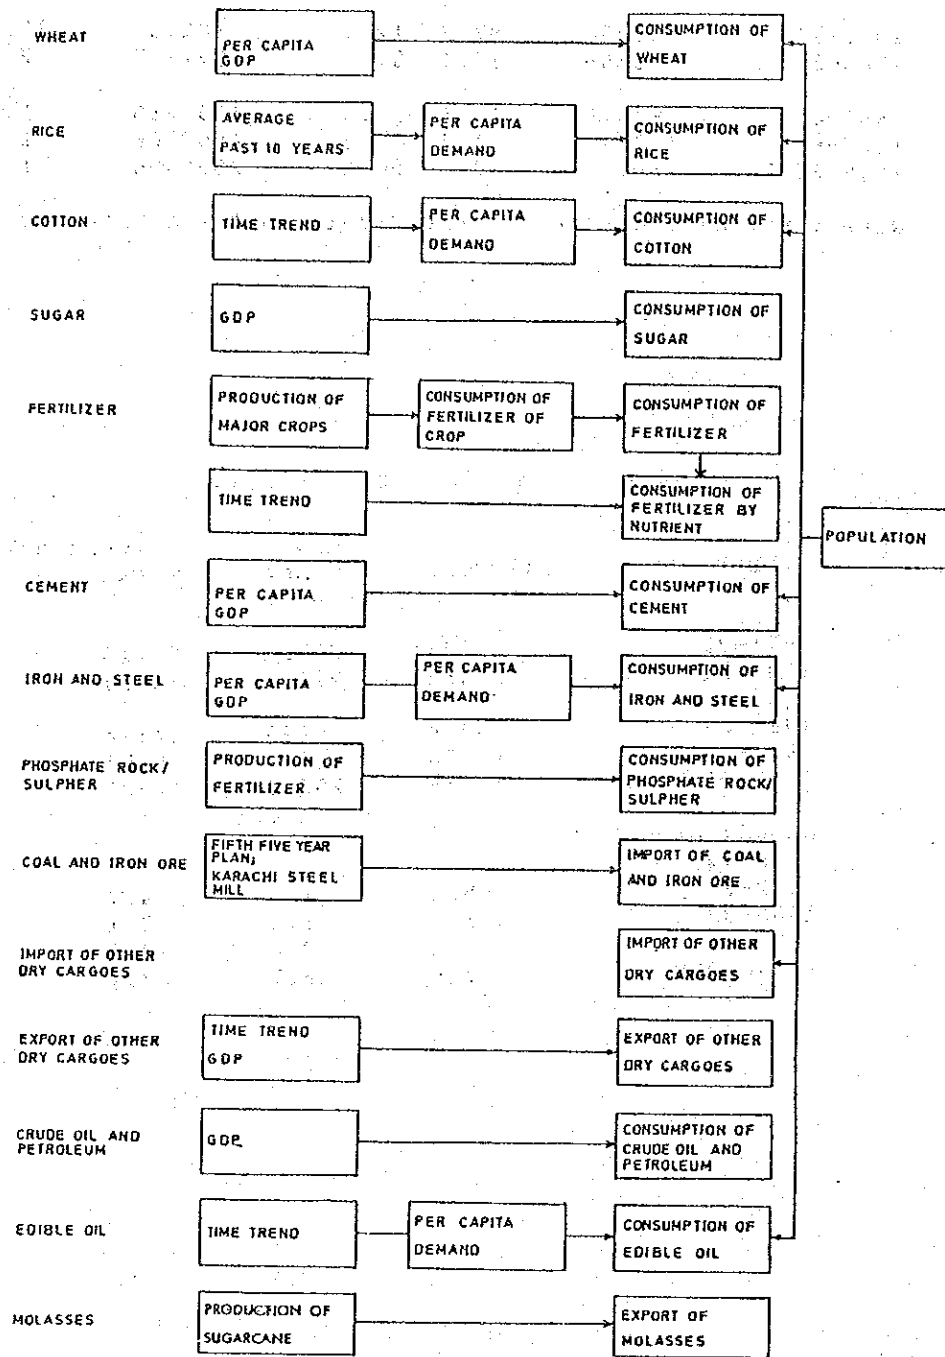 WHEAT
PER CAPITA
GDP
CONSUMPTION OF
WHEAT
RICE
AVERAGE
PAST 10 YEARS
PER CAPITA
DEMAND
CONSUMPTION OF
RICE
COTTON
TIME TREND
PER CAPITA
DEMAND
CONSUMPTION OF
COTTON
SUGAR
GDP
CONSUMPTION OF
SUGAR
FERTILIZER
PRODUCTION OF
MAJOR CROPS
CONSUMPTION OF
FERTILIZER OF
CROP
CONSUMPTION OF
FERTILIZER
TIME TREND
CONSUMPTION OF
FERTILIZER BY
NUTRIENT
POPULATION
CEMENT
PER CAPITA
GDP
CONSUMPTION OF
CEMENT
IRON AND STEEL
PER CAPITA
GDP
PER CAPITA
DEMAND
CONSUMPTION OF
IRON AND STEEL
PHOSPHATE ROCK/
SULPHER
PRODUCTION OF
FERTILIZER
CONSUMPTION OF
PHOSPHATE ROCK/
SULPHER
COAL AND IRON ORE
FIFTH FIVE YEAR
PLAN;
KARACHI STEEL
MILL
IMPORT OF COAL
AND IRON ORE
IMPORT OF OTHER
DRY CARGOES
IMPORT OF OTHER
DRY CARGOES
EXPORT OF OTHER
DRY CARGOES
TIME TREND
GDP
EXPORT OF OTHER
DRY CARGOES
CRUDE OIL AND
PETROLEUM
GDP
CONSUMPTION OF
CRUDE OIL AND
PETROLEUM
EDIBLE OIL
TIME TREND
PER CAPITA
DEMAND
CONSUMPTION OF
EDIBLE OIL
MOLASSES
PRODUCTION OF
SUGARCANE
EXPORT OF
MOLASSES